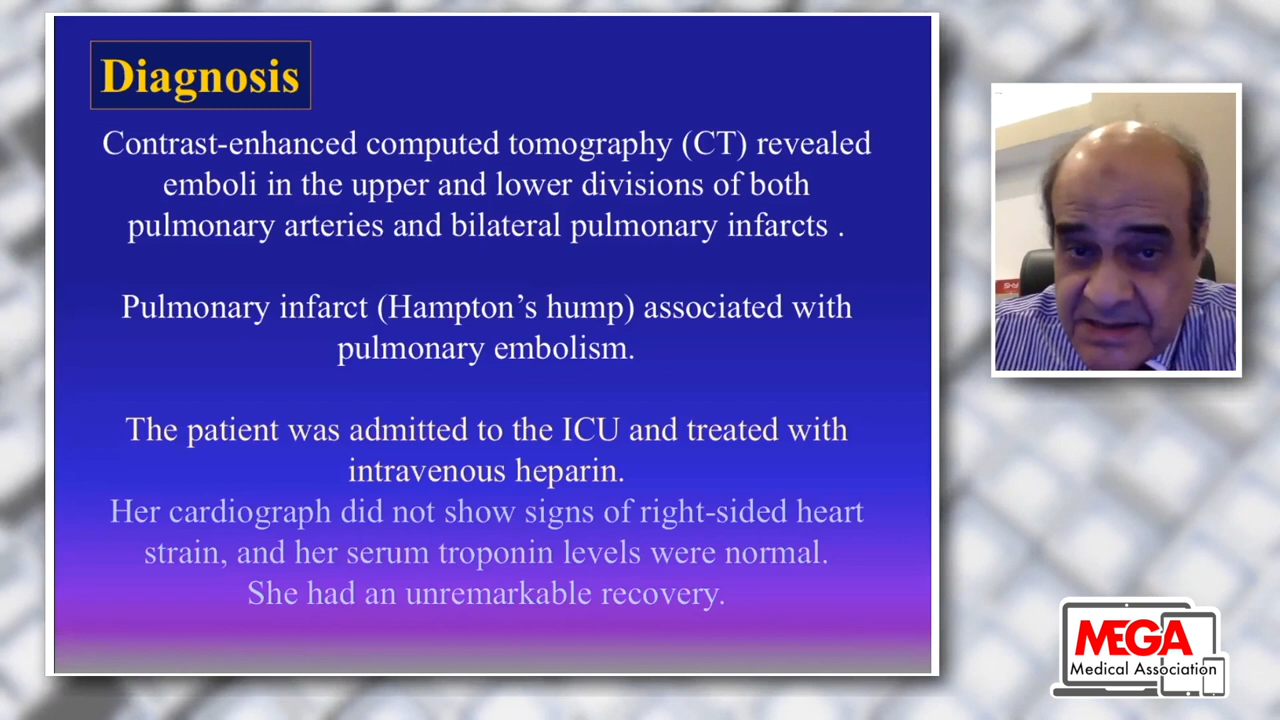 Diagnosis
Contrast-enhanced computed tomography (CT) revealed
emboli in the upper and lower divisions of both
pulmonary arteries and bilateral pulmonary infarcts .
Pulmonary infarct (Hampton’s hump) associated with
pulmonary embolism.
The patient was admitted to the ICU and treated with
intravenous heparin.
Her cardiograph did not show signs of right-sided heart
strain, and her serum troponin levels were normal.
She had an unremarkable recovery.
MEGA
Medical Association